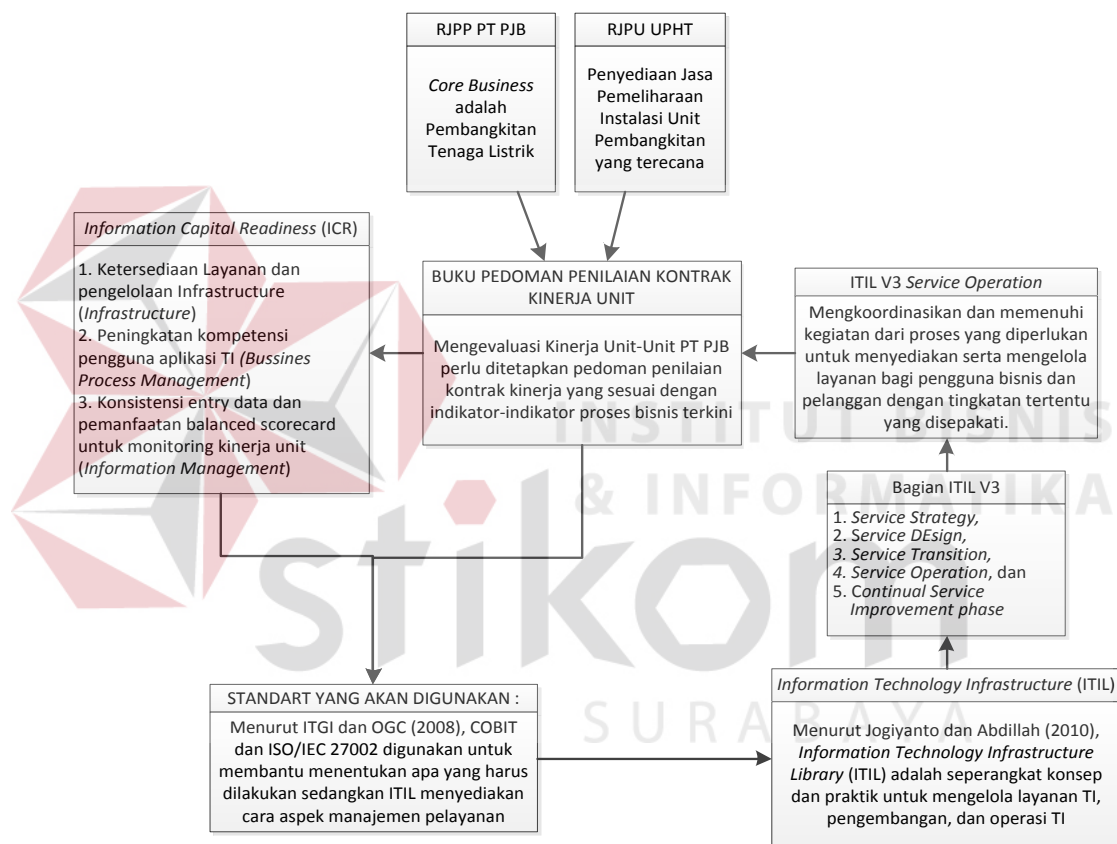 RJPP PT PJB
Core Business
adalah
Pembangkitan
Tenaga Listrik
RJPU UPHT
Penyediaan Jasa
Pemeliharaan
Instalasi Unit
Pembangkitan
yang terecana
Information Capital Readiness (ICR)
1. Ketersediaan Layanan dan
pengelolaan Infrastructure
(Infrastructure)
2. Peningkatan kompetensi
pengguna aplikasi TI (Bussines
Process Management)
3. Konsistensi entry data dan
pemanfaatan balanced scorecard
untuk monitoring kinerja unit
(Information Management)
BUKU PEDOMAN PENILAIAN KONTRAK
KINERJA UNIT
Mengevaluasi Kinerja Unit-Unit PT PJB
perlu ditetapkan pedoman penilaian
kontrak kinerja yang sesuai dengan
indikator-indikator proses bisnis terkini
ITIL V3 Service Operation
Mengkoordinasikan dan memenuhi
kegiatan dari proses yang diperlukan
untuk menyediakan serta mengelola
layanan bagi pengguna bisnis dan
pelanggan dengan tingkatan tertentu
yang disepakati.
Bagian ITIL V3
1. Service Strategy,
2. Service DEsign,
3. Service Transition,
4. Service Operation, dan
5. Continual Service
Improvement phase
STANDART YANG AKAN DIGUNAKAN :
Menurut ITGI dan OGC (2008), COBIT
dan ISO/IEC 27002 digunakan untuk
membantu menentukan apa yang harus
dilakukan sedangkan ITIL menyediakan
cara aspek manajemen pelayanan
Information Technology Infrastructure (ITIL)
Menurut Jogiyanto dan Abdillah (2010),
Information Technology Infrastructure
Library (ITIL) adalah seperangkat konsep
dan praktik untuk mengelola layanan TI,
pengembangan, dan operasi TI
INSTITUT BISNIS
& INFORMATIKA
stikom
SURABAYA